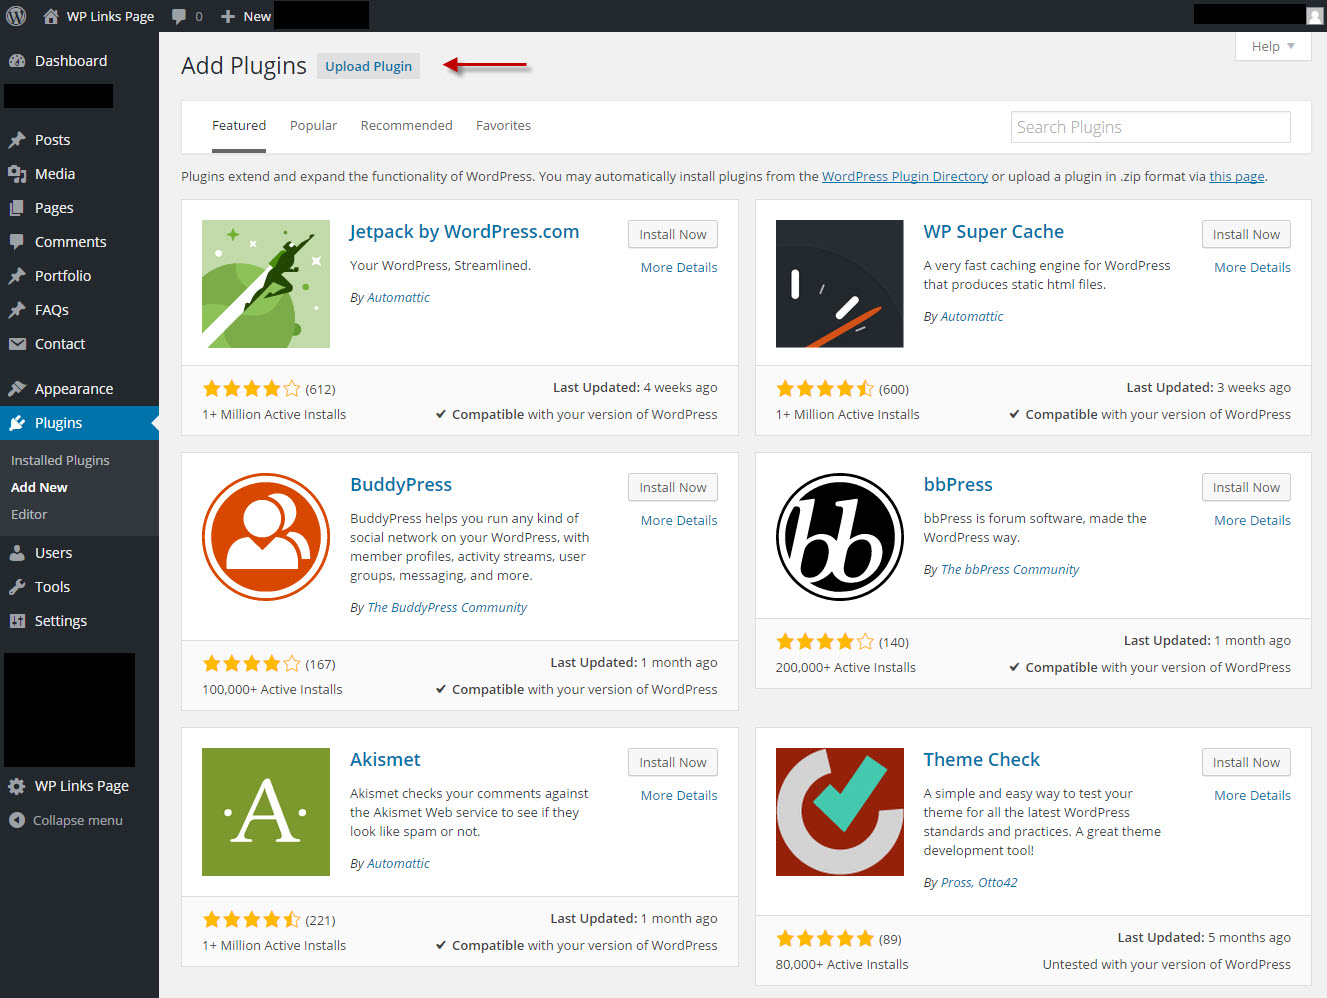 WP Links Page
0
New
Dashboard
Posts
Media
Pages
Comments
Portfolio
FAQs
Contact
Appearance
Plugins
Installed Plugins
Add New
Editor
Users
Tools
Settings
WP Links Page
Collapse menu
Help
Add Plugins
Upload Plugin
Featured Popular Recommended Favorites
Search Plugins
Plugins extend and expand the functionality of WordPress. You may automatically install plugins from the WordPress Plugin Directory or upload a plugin in .zip format via this page.
Jetpack by WordPress.com
Install Now
Your WordPress, Streamlined.
More Details
By Automattic
(612)
Last Updated: 4 weeks ago
1+ Million Active Installs
Compatible with your version of WordPress
WP Super Cache
Install Now
A very fast caching engine for WordPress
that produces static html files.
More Details
By Automattic
(600)
Last Updated: 3 weeks ago
1+ Million Active Installs
Compatible with your version of WordPress
BuddyPress
Install Now
BuddyPress helps you run any kind of
social network on your WordPress, with
member profiles, activity streams, user
groups, messaging, and more.
More Details
By The BuddyPress Community
(167)
Last Updated: 1 month ago
100,000+ Active Installs
Compatible with your version of WordPress
bb
bbPress
Install Now
bbPress is forum software, made the
WordPress way.
More Details
By The bbPress Community
(140)
Last Updated: 1 month ago
200,000+ Active Installs
Compatible with your version of WordPress
·A·
Akismet
Install Now
Akismet checks your comments against
the Akismet Web service to see if they
look like spam or not.
More Details
By Automattic
(221)
Last Updated: 1 month ago
1+ Million Active Installs
Compatible with your version of WordPress
Theme Check
Install Now
A simple and easy way to test your
theme for all the latest WordPress
standards and practices. A great theme
development tool!
More Details
By Pross, Otto42
(89)
Last Updated: 5 months ago
80,000+ Active Installs
Untested with your version of WordPress